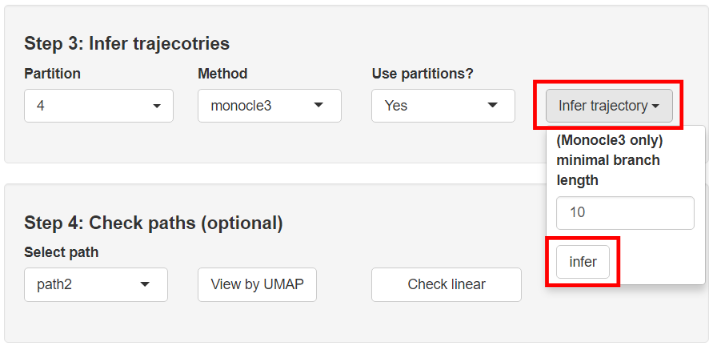 Step 3: Infer trajecotries
Partition
Method
Use partitions?
4
monocle3
Yes
Infer trajectory
(Monocle3 only)
minimal branch
length
10
infer
Step 4: Check paths (optional)
Select path
path2
View by UMAP
Check linear